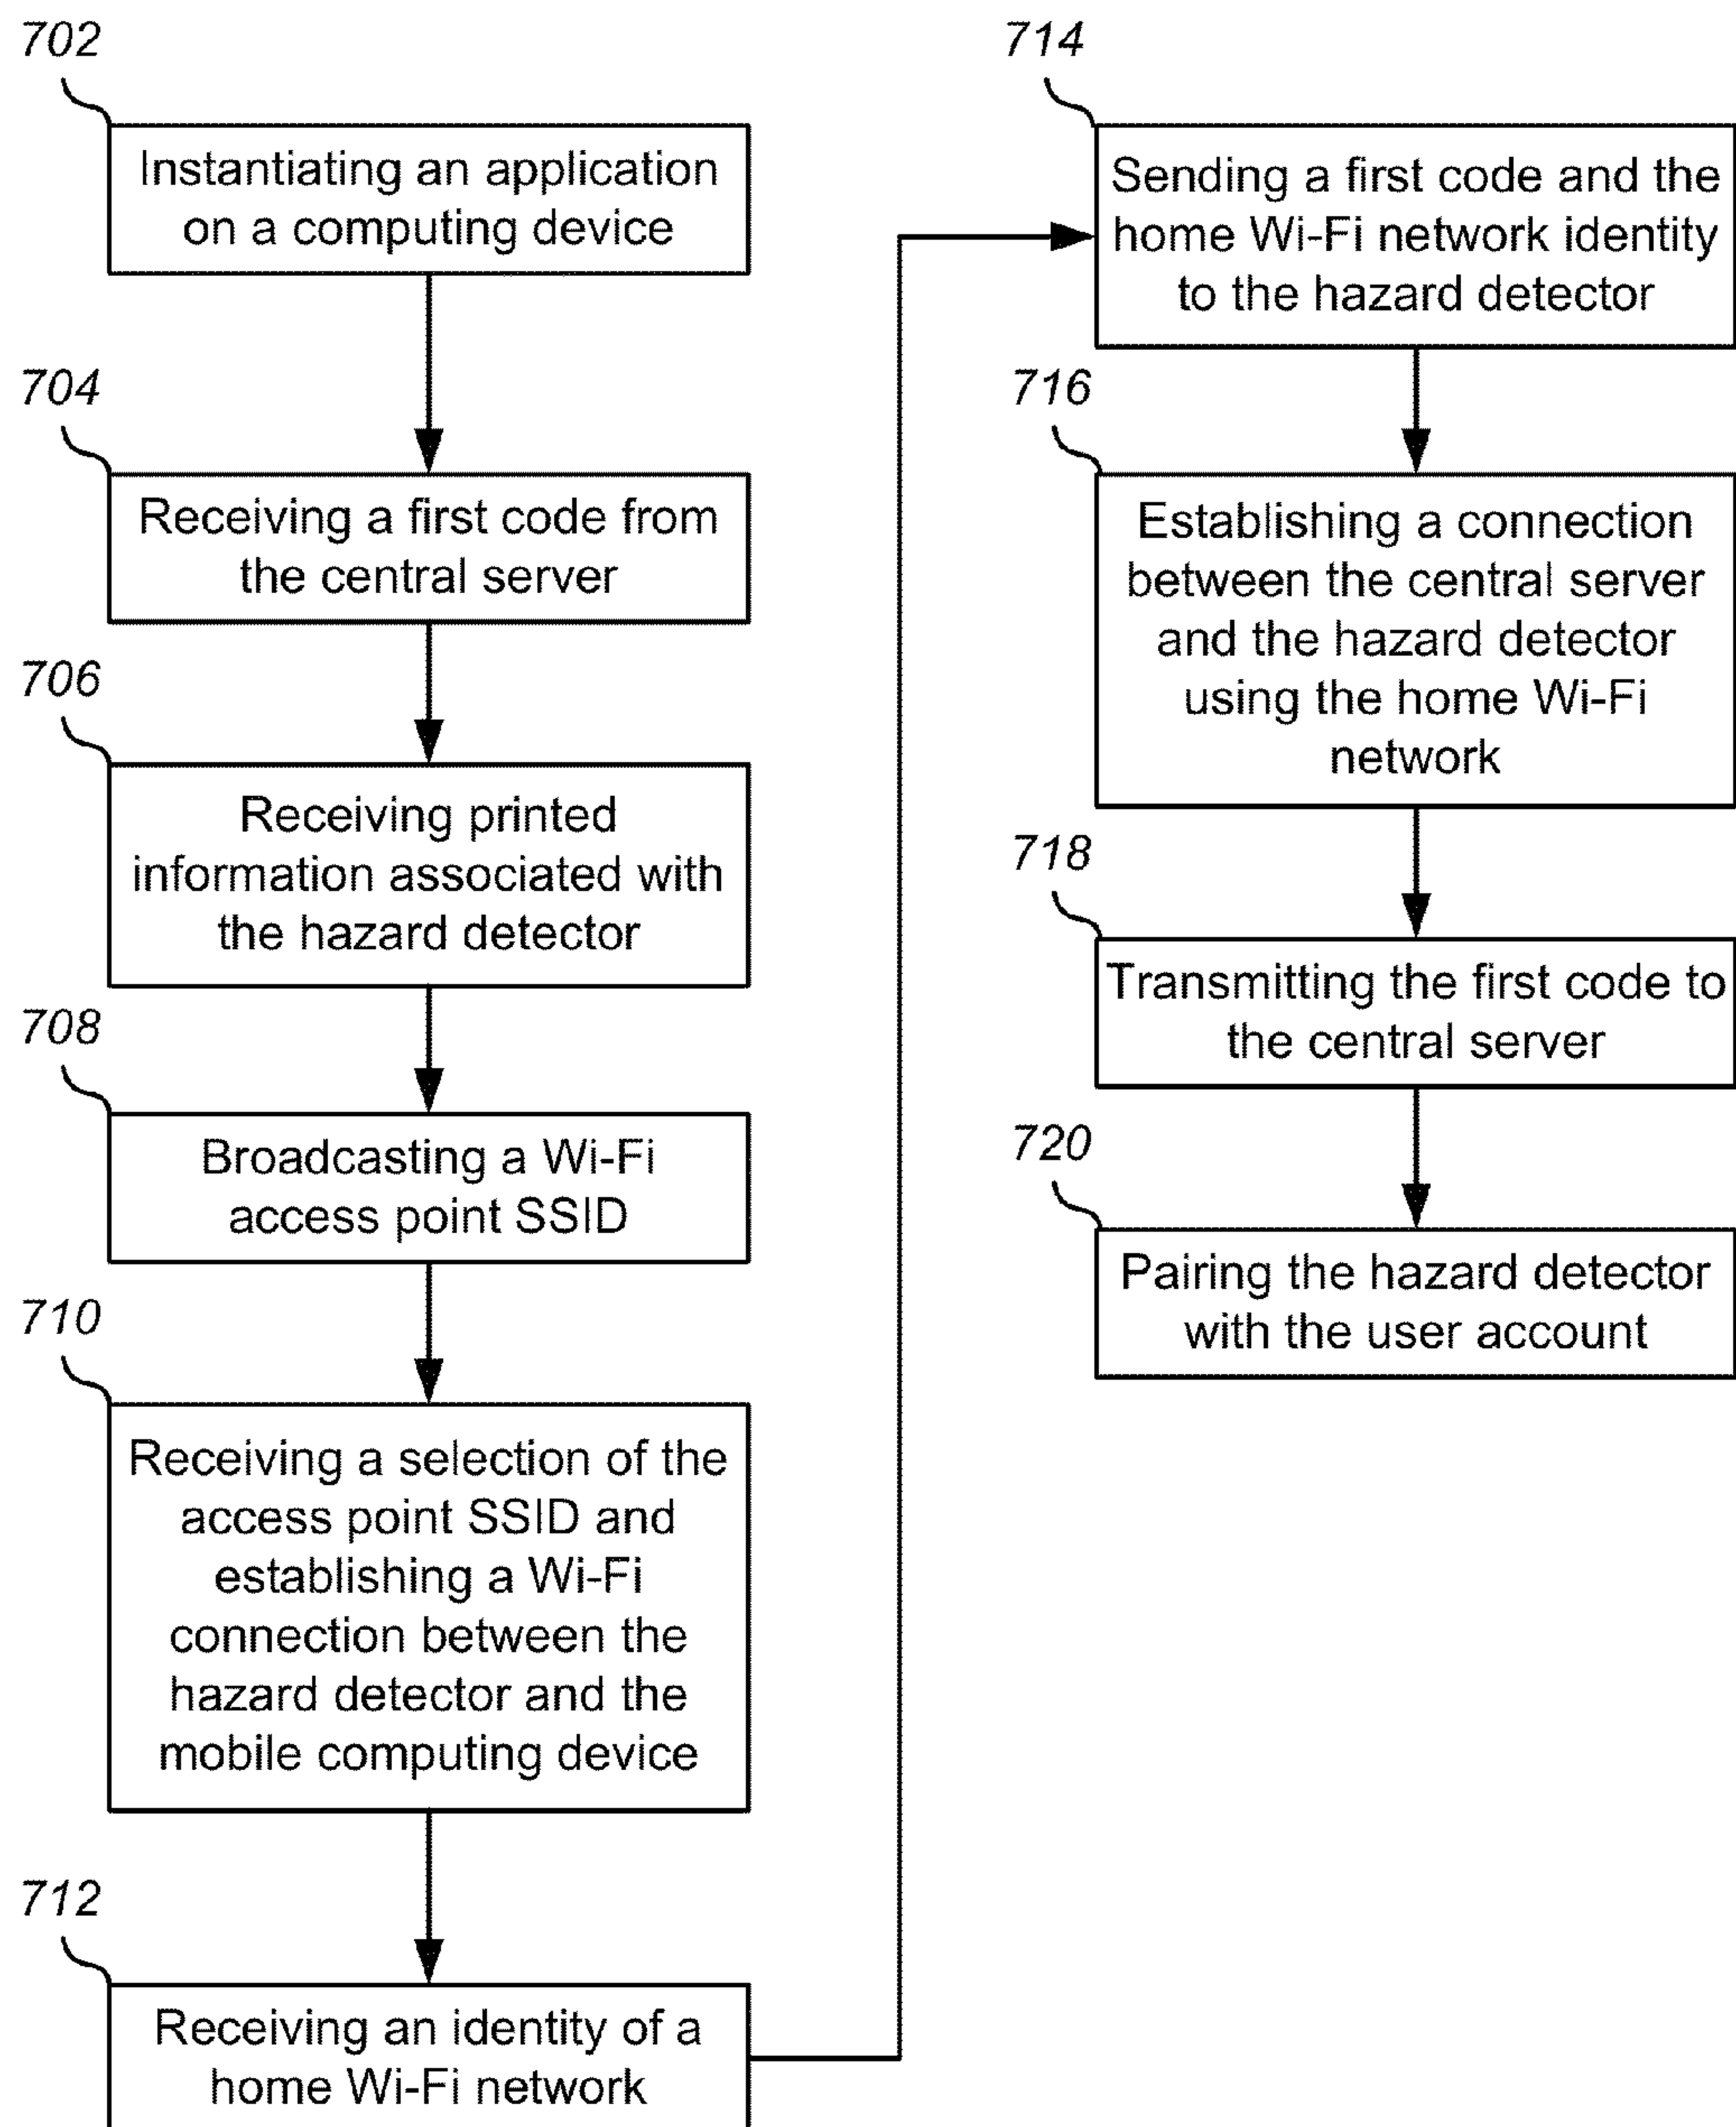 702
Instantiating an application
on a computing device
704
Receiving a first code from
the central server
706
Receiving printed
information associated with
the hazard detector
708
Broadcasting a Wi-Fi
access point SSID
710
Receiving a selection of the
access point SSID and
establishing a Wi-Fi
connection between the
hazard detector and the
mobile computing device
712
Receiving an identity of a
home Wi-Fi network
714
Sending a first code and the
home Wi-Fi network identity
to the hazard detector
716
Establishing a connection
between the central server
and the hazard detector
using the home Wi-Fi
network
718
Transmitting the first code to
the central server
720
Pairing the hazard detector
with the user account